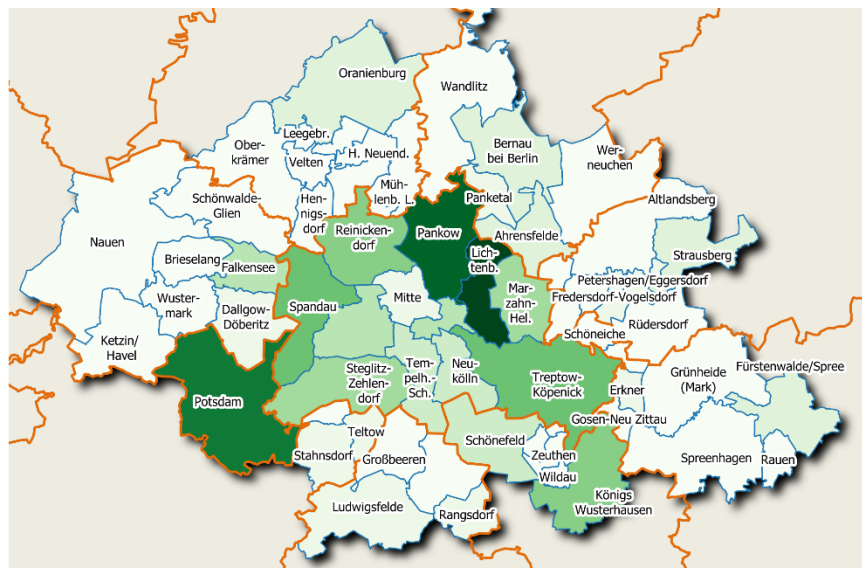 Oranienburg
Wandlitz
Leegebr.
Ober-
krämer
Velten
H. Neuend.
Bernau
bei Berlin
Wer-
neuchen
Schönwalde-
Glien
Hen-
nigs-
dorf
Müh-
lenb. L.
Panketal
Altlandsberg
Nauen
Reinicken-
dorf
Pankow
Ahrensfelde
Strausberg
Brieselang
Falkensee
Lich-
tenb.
Petershagen/Eggersdorf
Fredersdorf-Vogelsdorf
Wuster-
mark
Dallgow-
Döberitz
Spandau
Mitte
Mar-
zahn-
Hel.
Rüdersdorf
Schöneiche
Ketzin/
Havel
Steglitz-
Zehlen-
dorf
Tem-
pelh.-
Sch.
Neu-
kölln
Treptow-
Köpenick
Grünheide
(Mark)
Fürstenwalde/Spree
Erkner
Potsdam
Gosen-Neu Zittau
Teltow
Schönefeld
Stahnsdorf
Großbeeren
Zeuthen
Wildau
Spreenhagen
Rauen
Ludwigsfelde
Rangsdorf
Königs
Wusterhausen